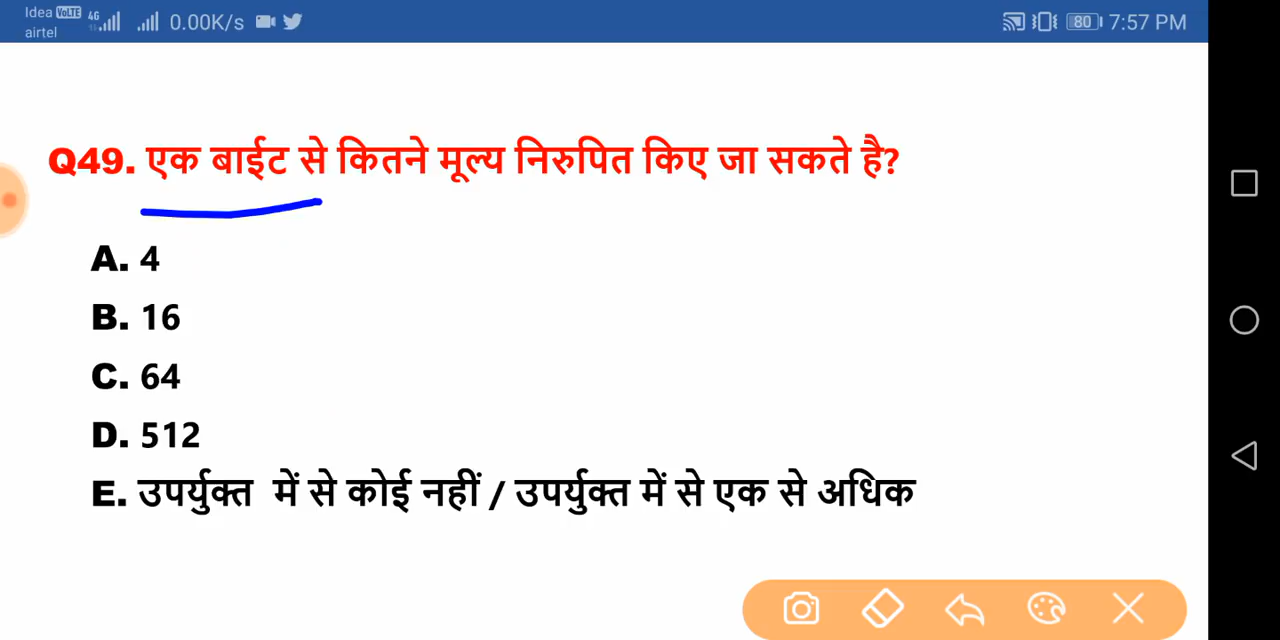 Idea VoLTE 4G 0.00K/s 80 7:57 PM
airtel
Q49. एक बाईट से कितने मूल्य निरुपित किए जा सकते है?
A. 4
B. 16
C. 64
D. 512
E. उपर्युक्त में से कोई नहीं / उपर्युक्त में से एक से अधिक